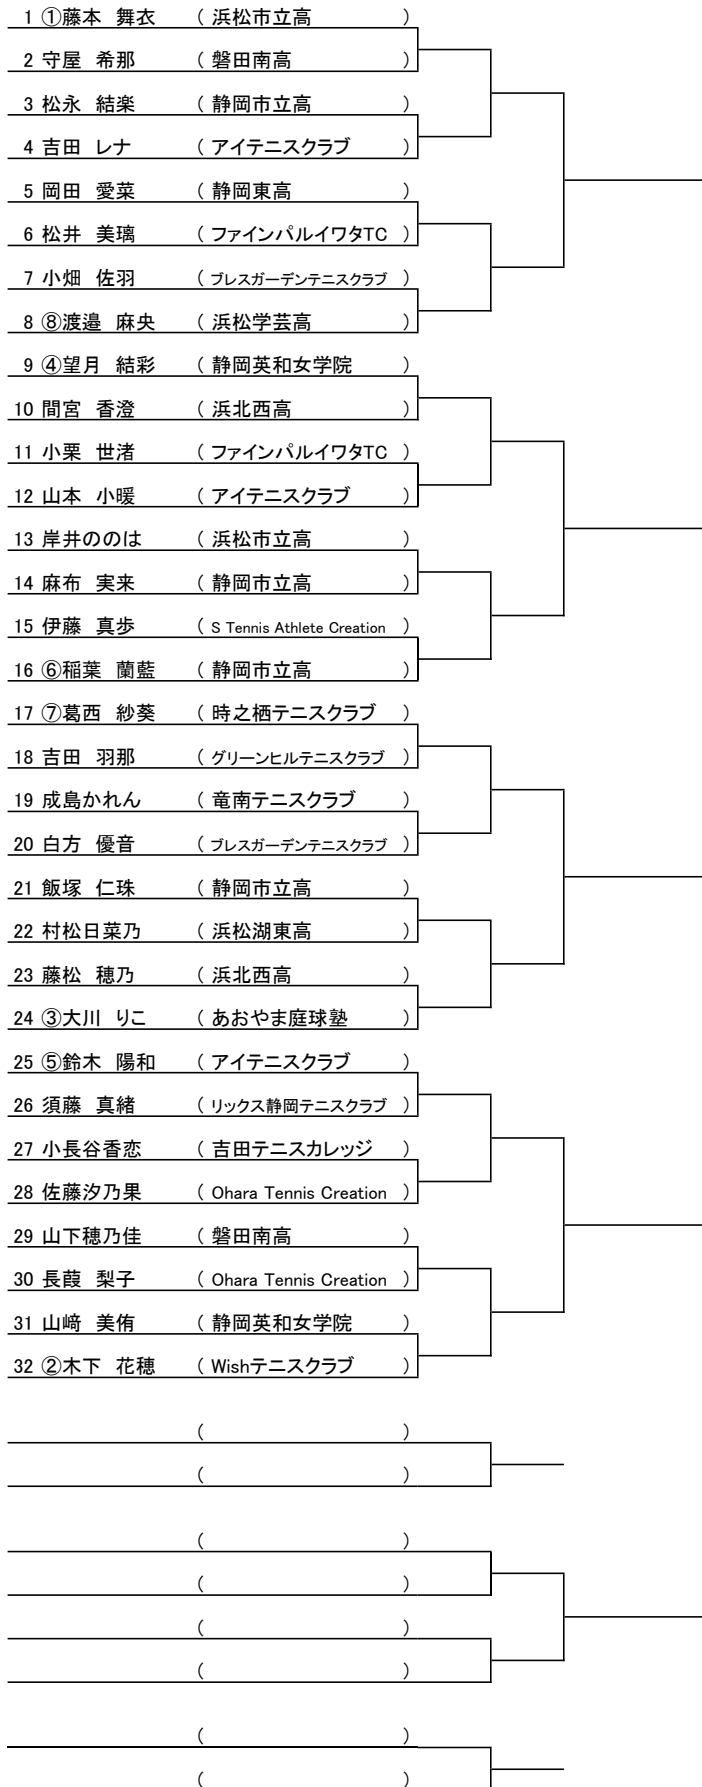 1 ①藤本 舞衣 ( 浜松市立高 )
2 守屋 希那 ( 磐田南高 )
3 松永 結楽 ( 静岡市立高 )
4 吉田 レナ ( アイテニスクラブ )
5 岡田 愛菜 ( 静岡東高 )
6 松井 美璃 ( ファインパルイワタTC )
7 小畑 佐羽 ( ブレスガーデンテニスクラブ )
8 ⑧渡邉 麻央 ( 浜松学芸高 )
9 ④望月 結彩 ( 静岡英和女学院 )
10 間宮 香澄 ( 浜北西高 )
11 小栗 世渚 ( ファインパルイワタTC )
12 山本 小暖 ( アイテニスクラブ )
13 岸井ののは ( 浜松市立高 )
14 麻布 実来 ( 静岡市立高 )
15 伊藤 真歩 ( S Tennis Athlete Creation )
16 ⑥稲葉 蘭藍 ( 静岡市立高 )
17 ⑦葛西 紗葵 ( 時之栖テニスクラブ )
18 吉田 羽那 ( グリーンヒルテニスクラブ )
19 成島かれん ( 竜南テニスクラブ )
20 白方 優音 ( ブレスガーデンテニスクラブ )
21 飯塚 仁珠 ( 静岡市立高 )
22 村松日菜乃 ( 浜松湖東高 )
23 藤松 穂乃 ( 浜北西高 )
24 ③大川 りこ ( あおやま庭球塾 )
25 ⑤鈴木 陽和 ( アイテニスクラブ )
26 須藤 真緒 ( リックス静岡テニスクラブ )
27 小長谷香恋 ( 吉田テニスカレッジ )
28 佐藤汐乃果 ( Ohara Tennis Creation )
29 山下穂乃佳 ( 磐田南高 )
30 長葭 梨子 ( Ohara Tennis Creation )
31 山﨑 美侑 ( 静岡英和女学院 )
32 ②木下 花穂 ( Wishテニスクラブ )
( )
( )
( )
( )
( )
( )
( )
( )